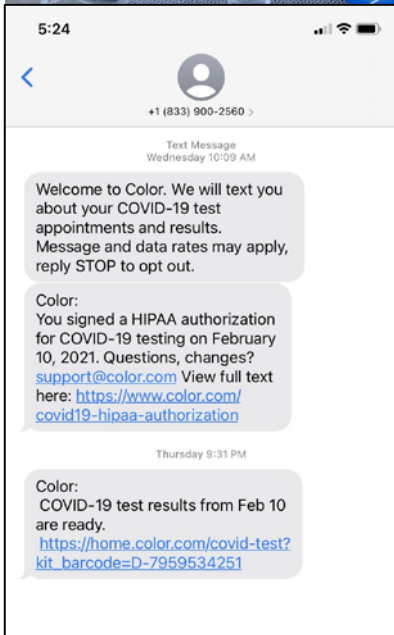 5:24
+1 (833) 900-2560 >
Text Message
Wednesday 10:09 AM
Welcome to Color. We will text you
about your COVID-19 test
appointments and results.
Message and data rates may apply,
reply STOP to opt out.
Color:
You signed a HIPAA authorization
for COVID-19 testing on February
10, 2021. Questions, changes?
support@color.com View full text
here: https://www.color.com/
covid19-hipaa-authorization
Thursday 9:31 PM
Color:
COVID-19 test results from Feb 10
are ready.
https://home.color.com/covid-test?
kit_barcode=D-7959534251